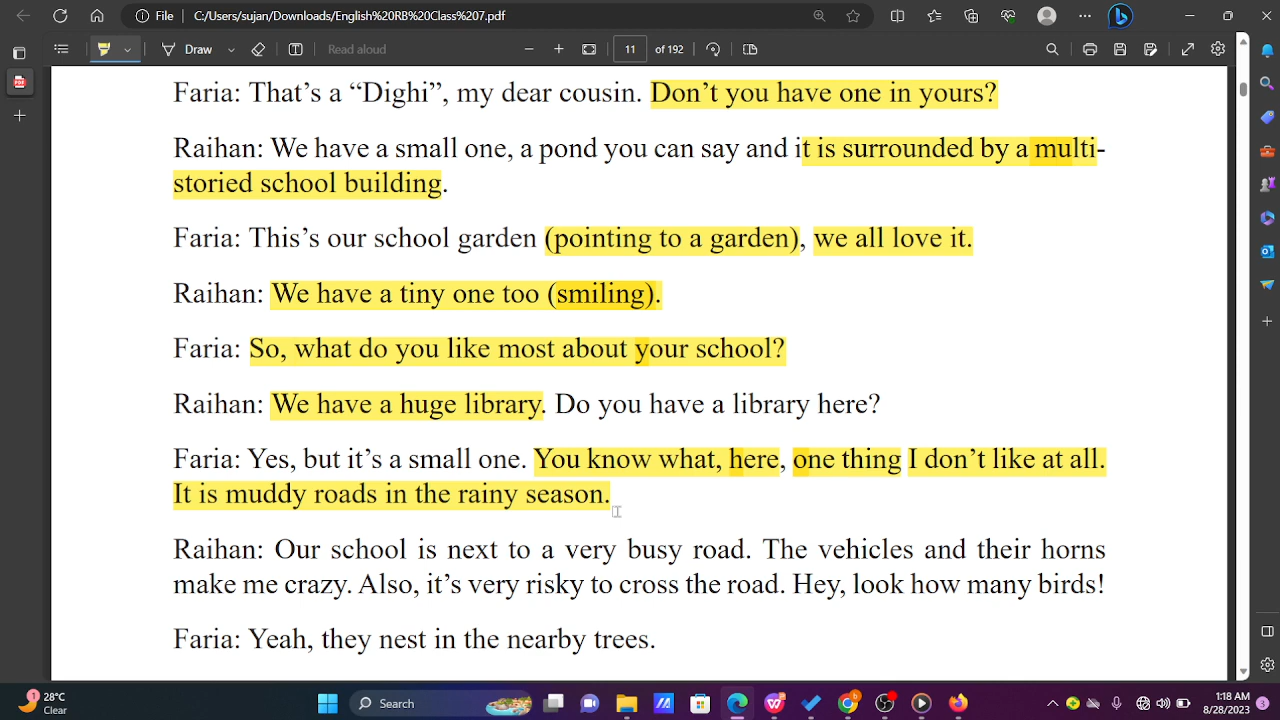 File
C:/Users/sujan/Downloads/English%20RB%20Class%207.pdf
Draw
Read aloud
11
of 192
Faria: That’s a “Dighi”, my dear cousin. Don’t you have one in yours?
Raihan: We have a small one, a pond you can say and it is surrounded by a multi-
storied school building.
Faria: This’s our school garden (pointing to a garden), we all love it.
Raihan: We have a tiny one too (smiling).
Faria: So, what do you like most about your school?
Raihan: We have a huge library. Do you have a library here?
Faria: Yes, but it’s a small one. You know what, here, one thing I don’t like at all.
It is muddy roads in the rainy season.
Raihan: Our school is next to a very busy road. The vehicles and their horns
make me crazy. Also, it’s very risky to cross the road. Hey, look how many birds!
Faria: Yeah, they nest in the nearby trees.
1
28°C
Clear
Search
1:18 AM
8/28/2023
3